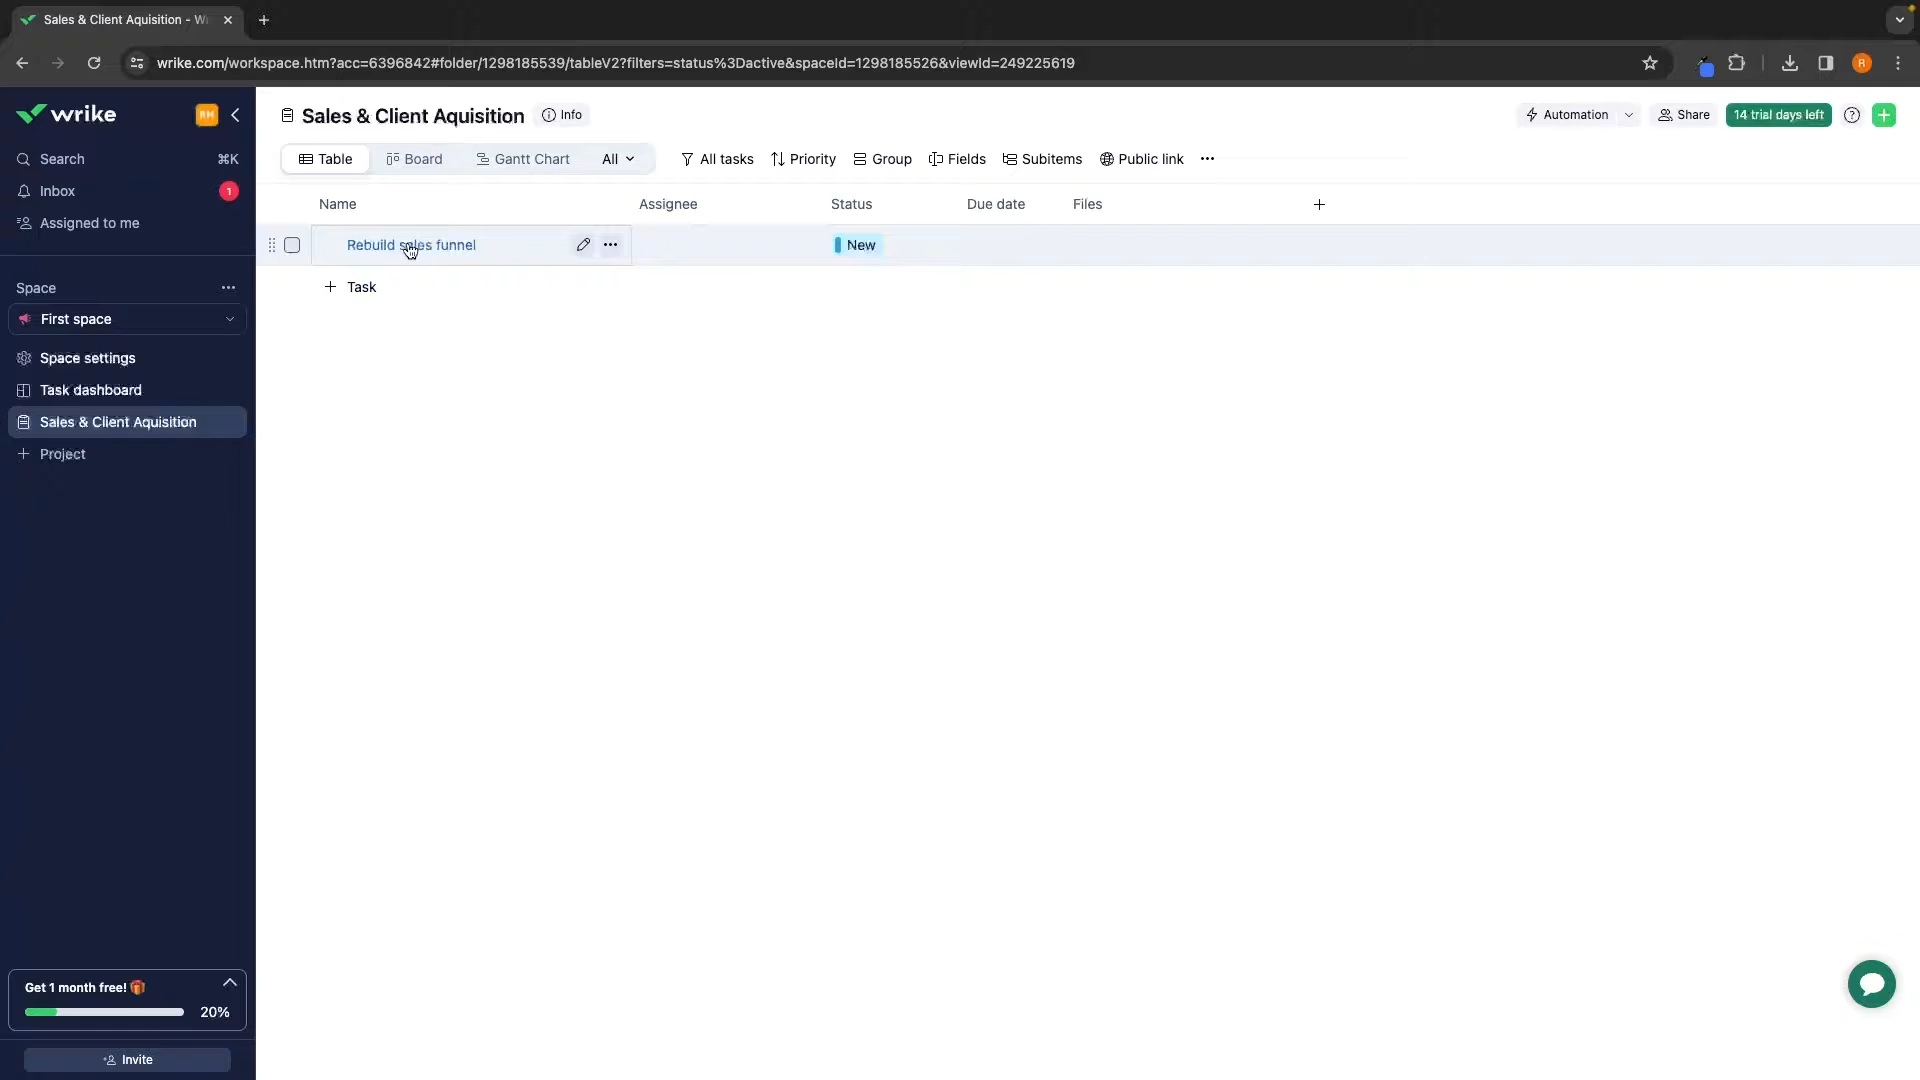 Sales & Client Aquisition - W
wrike.com/workspace.htm?acc=6396842#folder/1298185539/tableV2?filters=status%3Dactive&spaceId=1298185526&viewId=249225619
R
wrike
RM
Search ⌘K
Inbox 1
Assigned to me
Space
First space
Space settings
Task dashboard
Sales & Client Aquisition
+ Project
Get 1 month free!
20%
Invite
Sales & Client Aquisition Info
Automation Share 14 trial days left
Table Board Gantt Chart All All tasks Priority Group Fields Subitems Public link
Name Assignee Status Due date Files +
Rebuild sales funnel New
+ Task